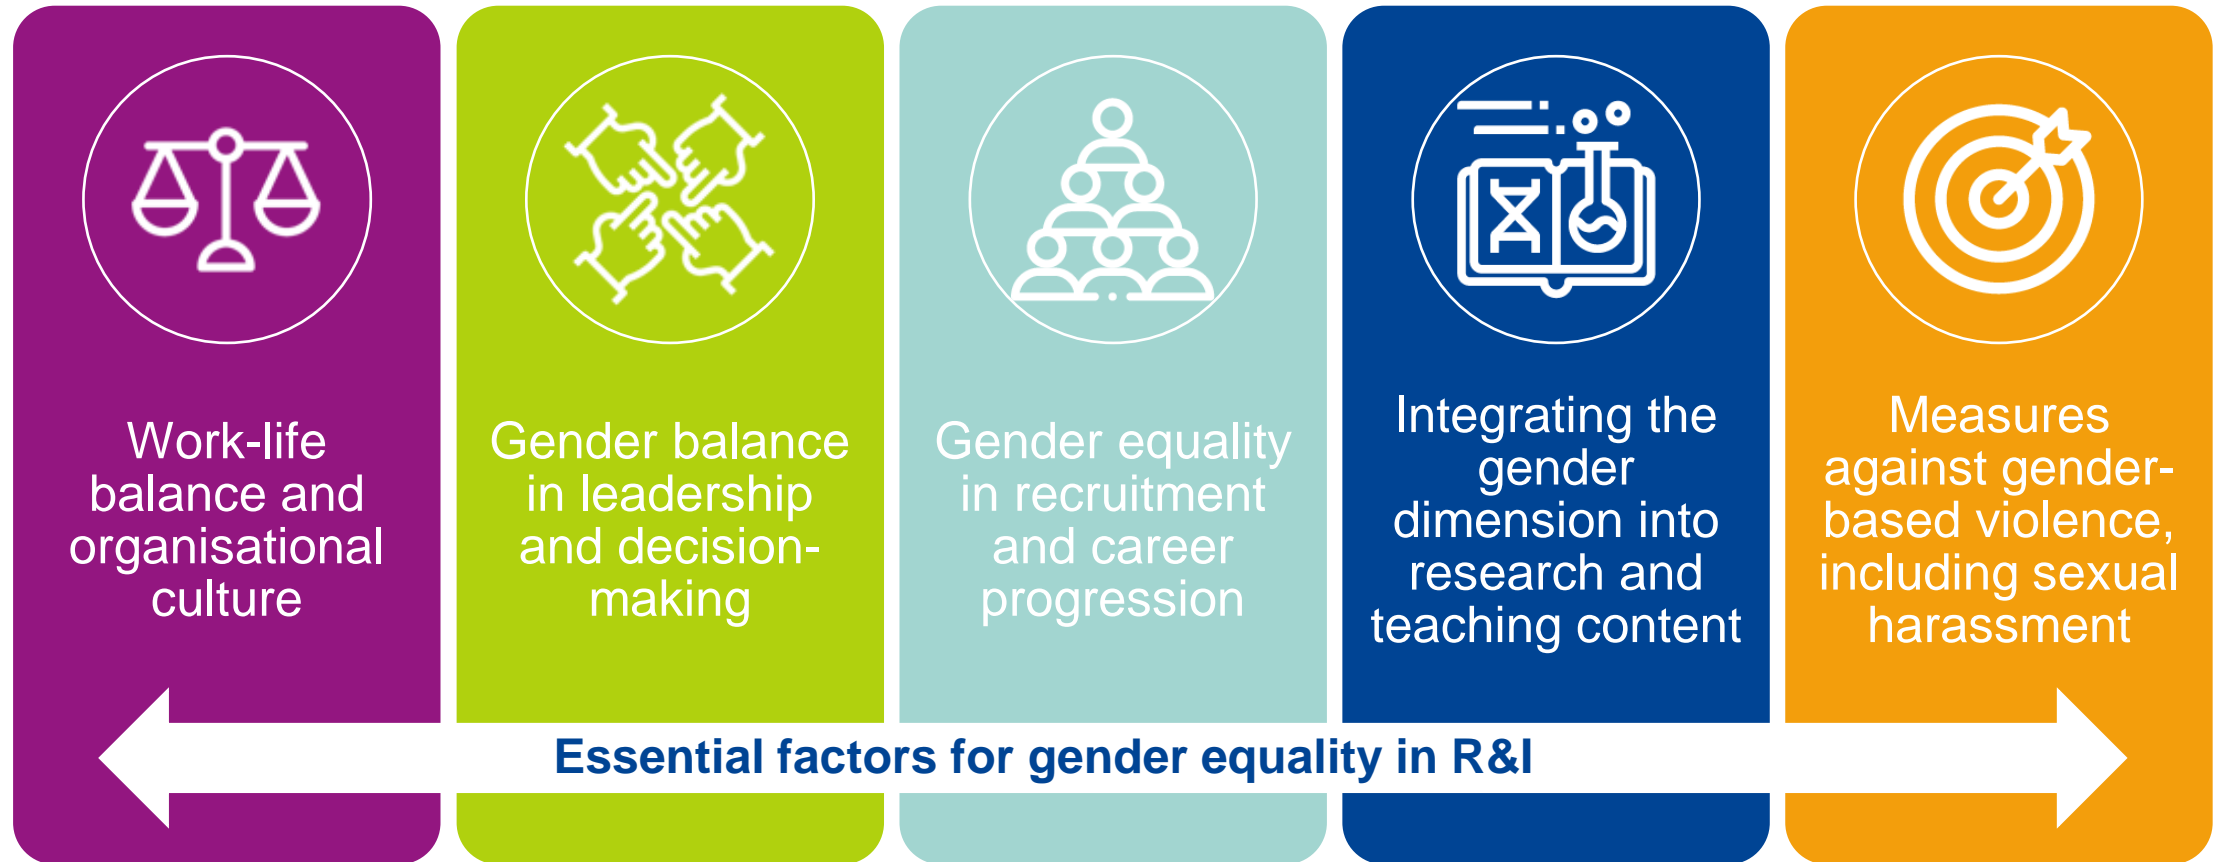 Work-life
balance and
organisational
culture
Gender balance
in leadership
and decision-
making
Gender equality
in recruitment
and career
progression
Integrating the
gender
dimension into
research and
teaching content
Measures
against gender-
based violence,
including sexual
harassment
Essential factors for gender equality in R&I